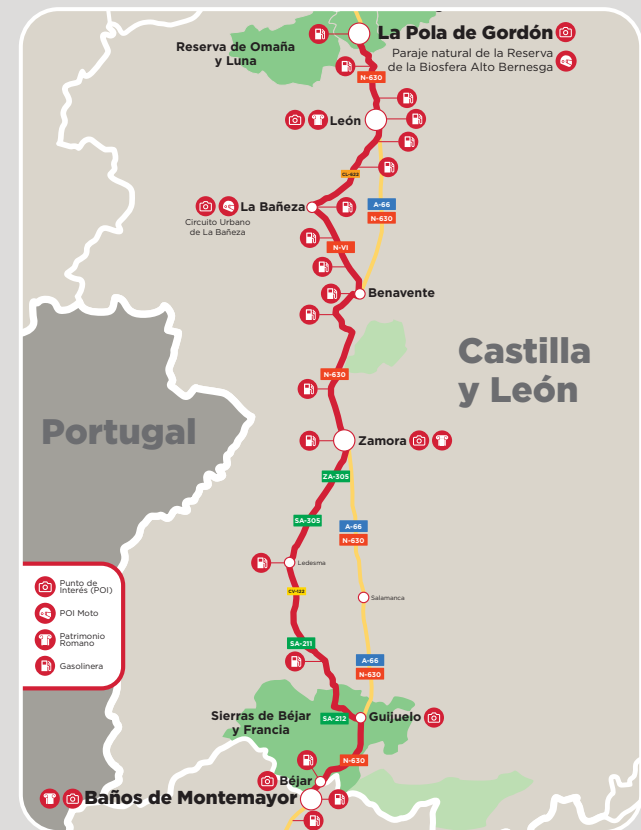 La Pola de Gordón
Paraje natural de la Reserva
de la Biosfera Alto Bernesga
Reserva de Omaña
y Luna
N-630
León
CL-622
La Bañeza
Circuito Urbano
de La Bañeza
A-66
N-630
N-VI
Benavente
Castilla
y León
N-630
Portugal
Zamora
ZA-305
SA-305
A-66
N-630
Ledesma
CV-122
Salamanca
Punto de
Interés (POI)
POI Moto
Patrimonio
Romano
Gasolinera
SA-211
A-66
N-630
Sierras de Béjar
y Francia
SA-212
Guijuelo
N-630
Béjar
Baños de Montemayor